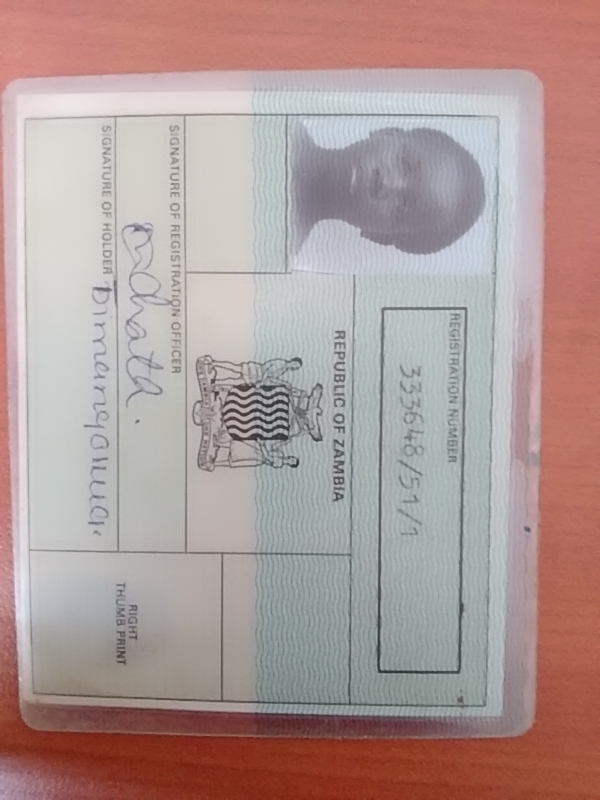 REGISTRATION NUMBER
333648/51/1
REPUBLIC OF ZAMBIA
SIGNATURE OF REGISTRATION OFFICER
SIGNATURE OF HOLDER
RIGHT
THUMB PRINT